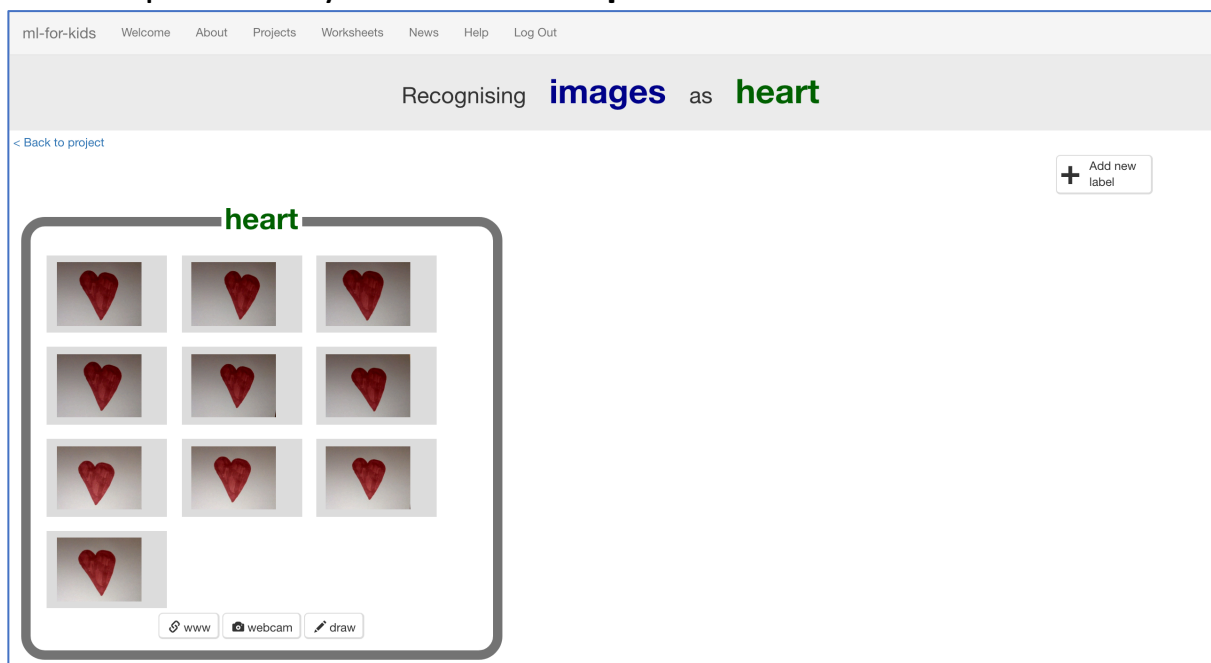 ml-for-kids Welcome About Projects Worksheets News Help Log Out
Recognising images as heart
< Back to project
Add new
label
heart
www webcam draw